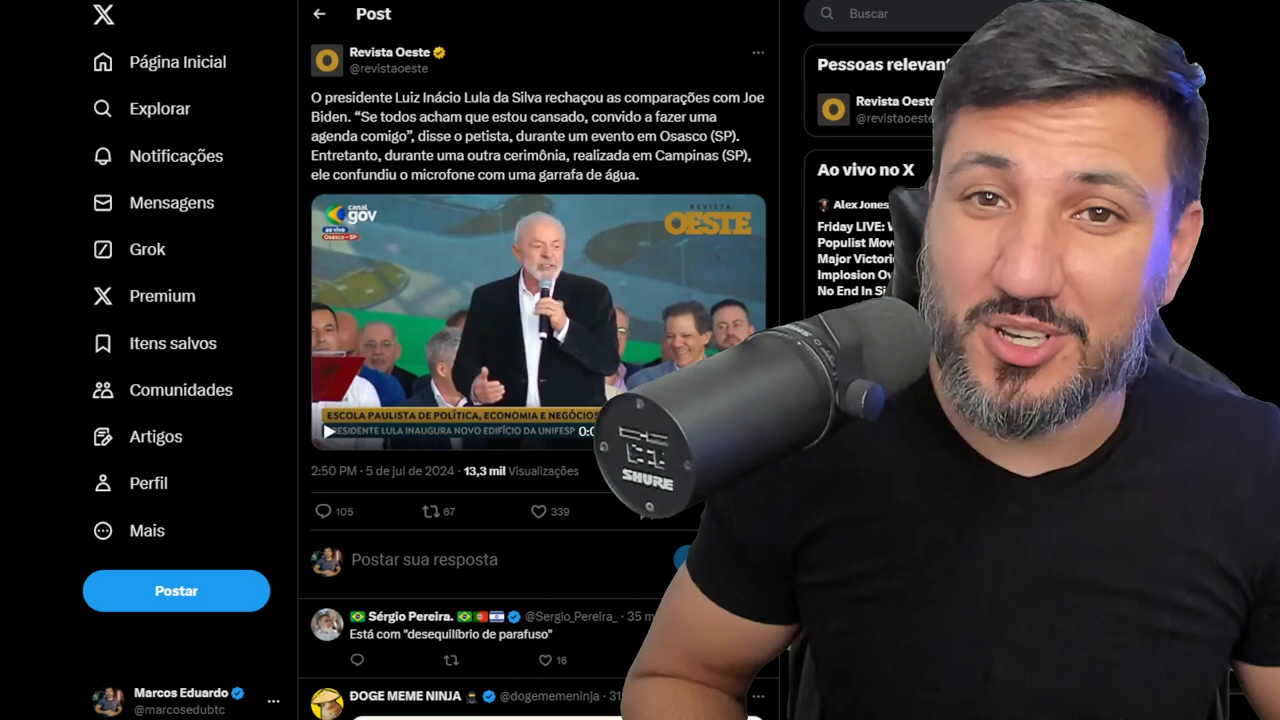 Página Inicial
Explorar
Notificações
Mensagens
Grok
Premium
Itens salvos
Comunidades
Artigos
Perfil
Mais
Postar
Marcos Eduardo
@marcosedubtc
Post
Revista Oeste
@revistaoeste
O presidente Luiz Inácio Lula da Silva rechaçou as comparações com Joe
Biden. “Se todos acham que estou cansado, convido a fazer uma
agenda comigo”, disse o petista, durante um evento em Osasco (SP).
Entretanto, durante uma outra cerimônia, realizada em Campinas (SP),
ele confundiu o microfone com uma garrafa de água.
canal
gov
ao vivo
Osasco - SP
REVISTA
OESTE
ESCOLA PAULISTA DE POLÍTICA, ECONOMIA E NEGÓCIOS
PRESIDENTE LULA INAUGURA NOVO EDIFÍCIO DA UNIFESP
2:50 PM · 5 de jul de 2024 · 13,3 mil Visualizações
105 67 339
Postar sua resposta
Sérgio Pereira. @Sergio_Pereira_ · 35 m
Está com "desequilíbrio de parafuso"
16
ĐOGE MEME NINJA @dogememeninja · 31
Buscar
Pessoas relevant
Revista Oeste
@revistaoeste
Ao vivo no X
Alex Jones
Friday LIVE:
Populist Mov
Major Victori
Implosion Ov
No End In Si
SHURE